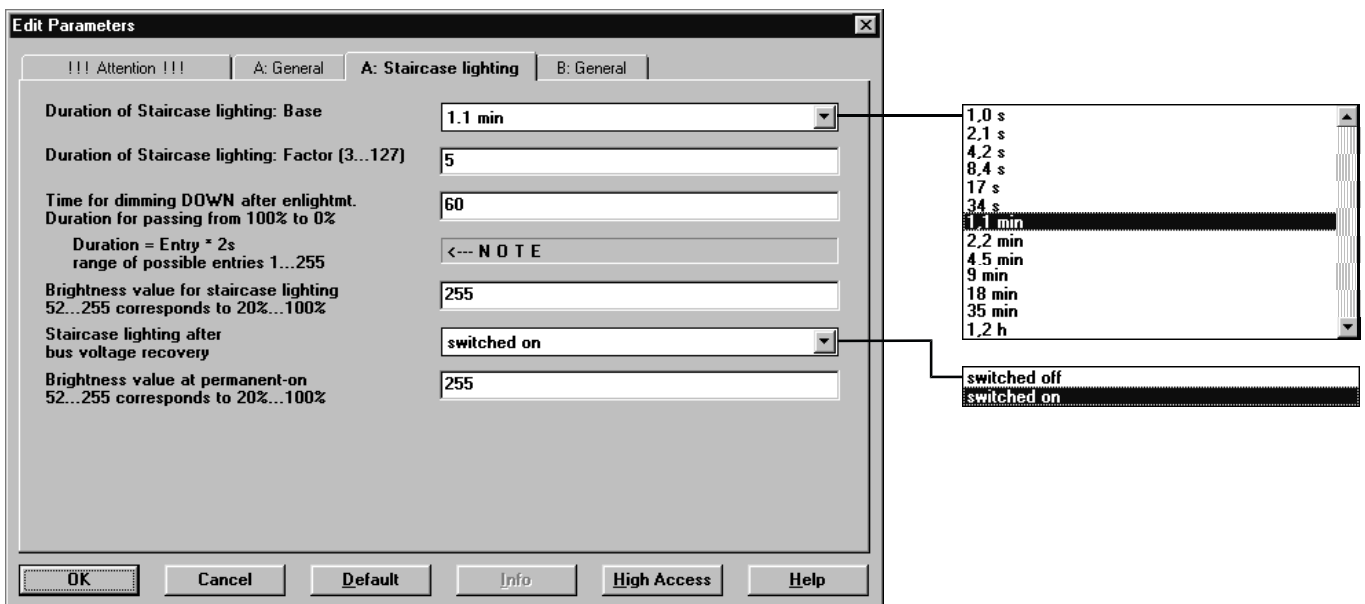 Edit Parameters
!!! Attention !!!
A: General
A: Staircase lighting
B: General
Duration of Staircase lighting: Base
1.1 min
Duration of Staircase lighting: Factor (3...127)
5
Time for dimming DOWN after enlightmt.
Duration for passing from 100% to 0%
60
Duration = Entry * 2s
range of possible entries 1...255
<--- N O T E
Brightness value for staircase lighting
52...255 corresponds to 20%...100%
255
Staircase lighting after
bus voltage recovery
switched on
Brightness value at permanent-on
52...255 corresponds to 20%...100%
255
OK
Cancel
Default
Info
High Access
Help
1,0 s
2,1 s
4,2 s
8,4 s
17 s
34 s
1,1 min
2,2 min
4.5 min
9 min
18 min
35 min
1,2 h
switched off
switched on